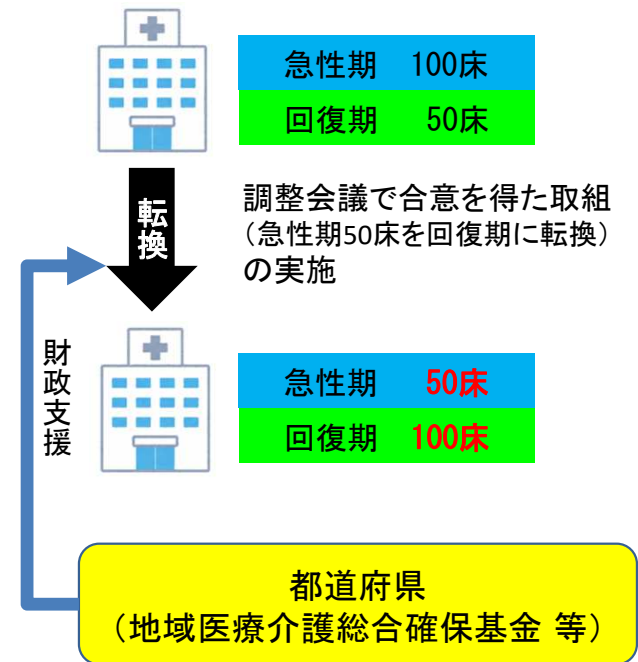 急性期 100床
回復期 50床
転換
調整会議で合意を得た取組
（急性期50床を回復期に転換）
の実施
財政支援
急性期 50床
回復期 100床
都道府県
（地域医療介護総合確保基金 等）